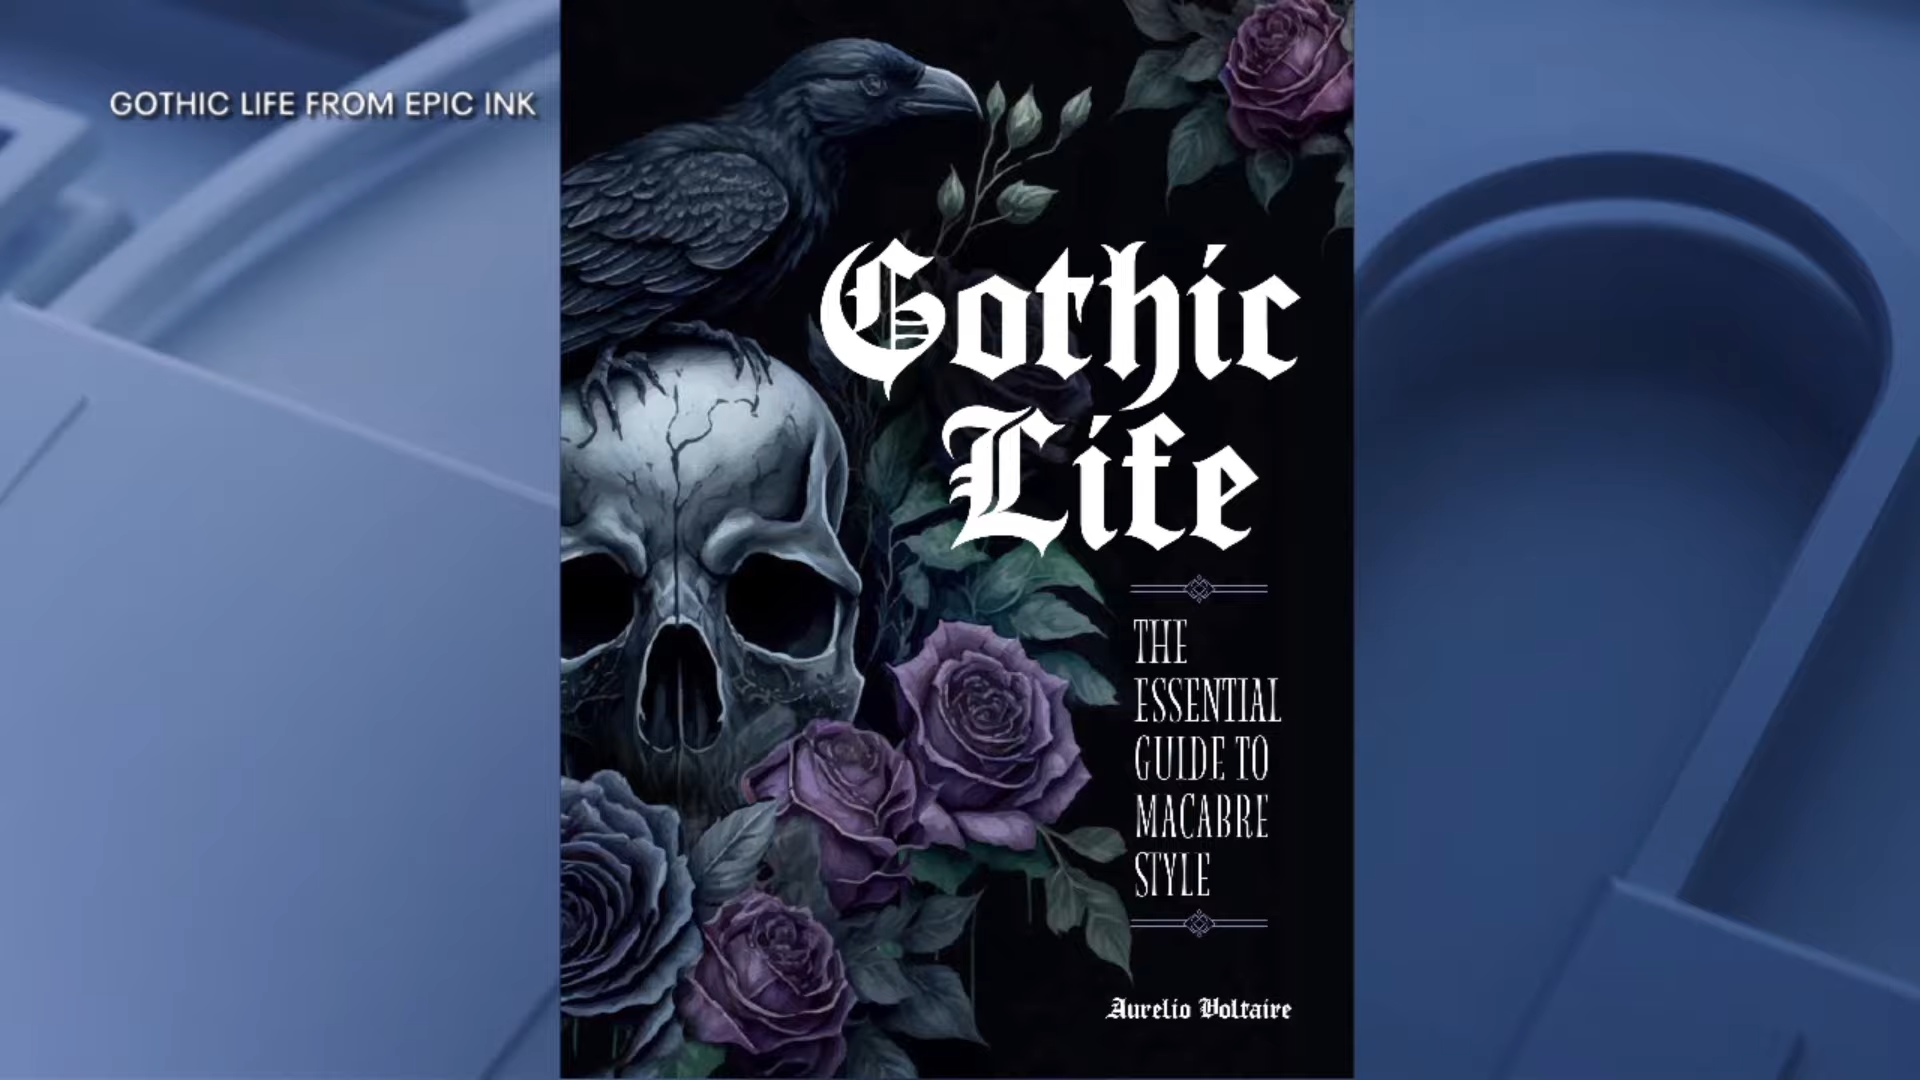 GOTHIC LIFE FROM EPIC INK
Gothic
Life
THE
ESSENTIAL
GUIDE TO
MACABRE
STYLE
Aurelio Voltaire